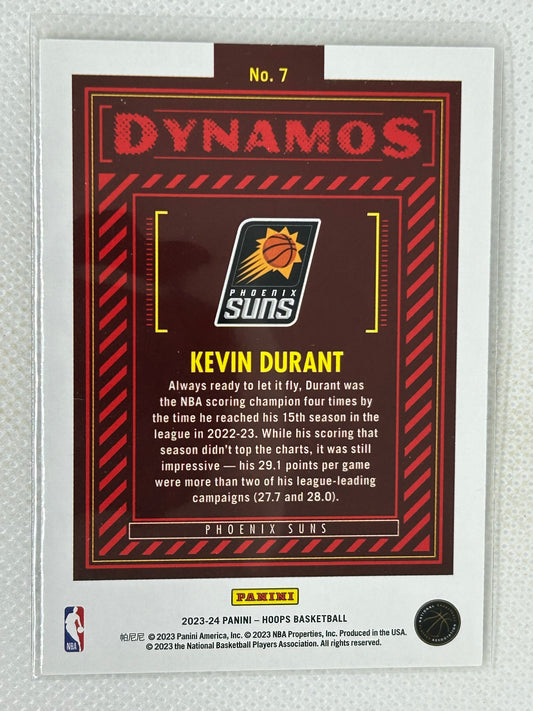 No. 7
DYNAMOS
PHOENIX
SUNS
KEVIN DURANT
Always ready to let it fly, Durant was
the NBA scoring champion four times by
the time he reached his 15th season in the
league in 2022-23. While his scoring that
season didn't top the charts, it was still
impressive — his 29.1 points per game
were more than two of his league-leading
campaigns (27.7 and 28.0).
PHOENIX SUNS
PANINI
2023-24 PANINI – HOOPS BASKETBALL
帕尼尼 © 2023 Panini America, Inc. © 2023 NBA Properties, Inc. Produced in the USA.
© 2023 the National Basketball Players Association. All rights reserved.
NBA
NATIONAL BASKETBALL PLAYERS ASSOCIATION